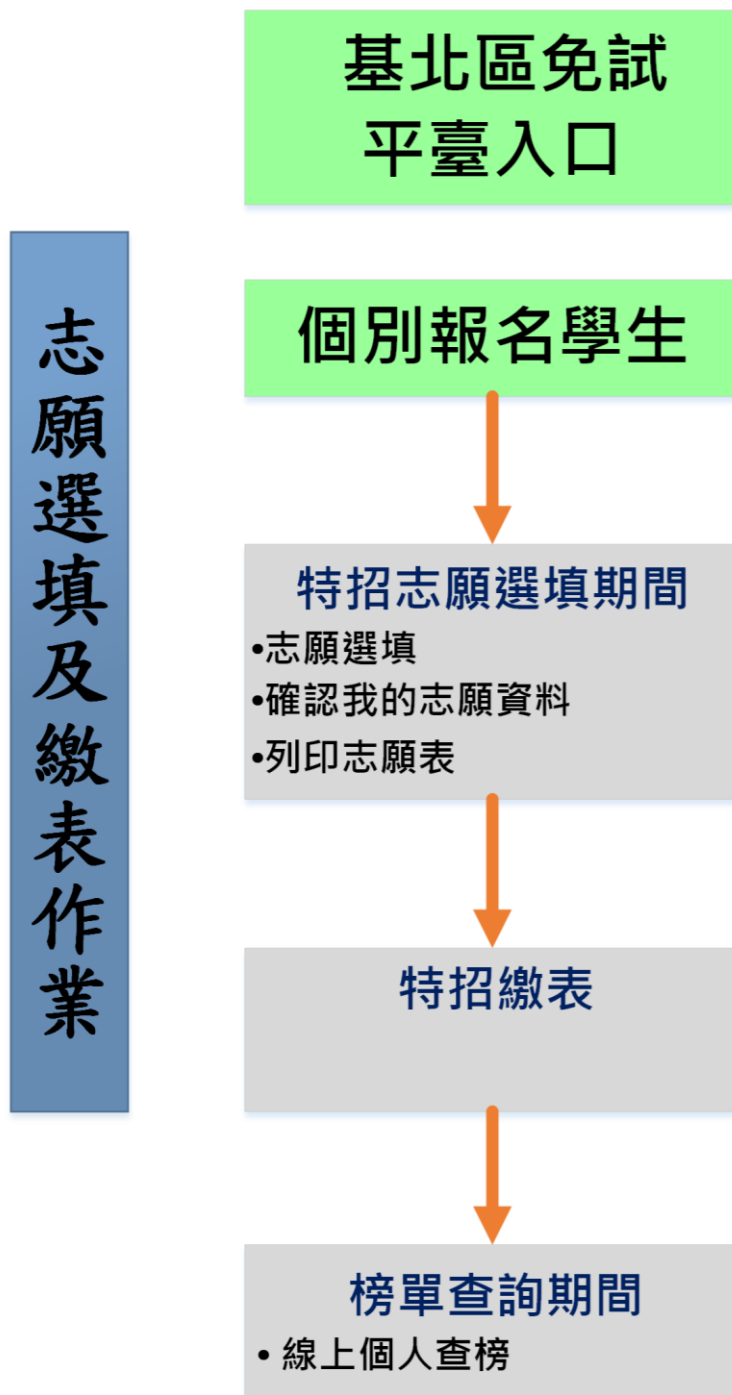 基北區免試
平臺入口
志願選填及繳表作業
個別報名學生
特招志願選填期間
•志願選填
•確認我的志願資料
•列印志願表
特招繳表
榜單查詢期間
• 線上個人查榜